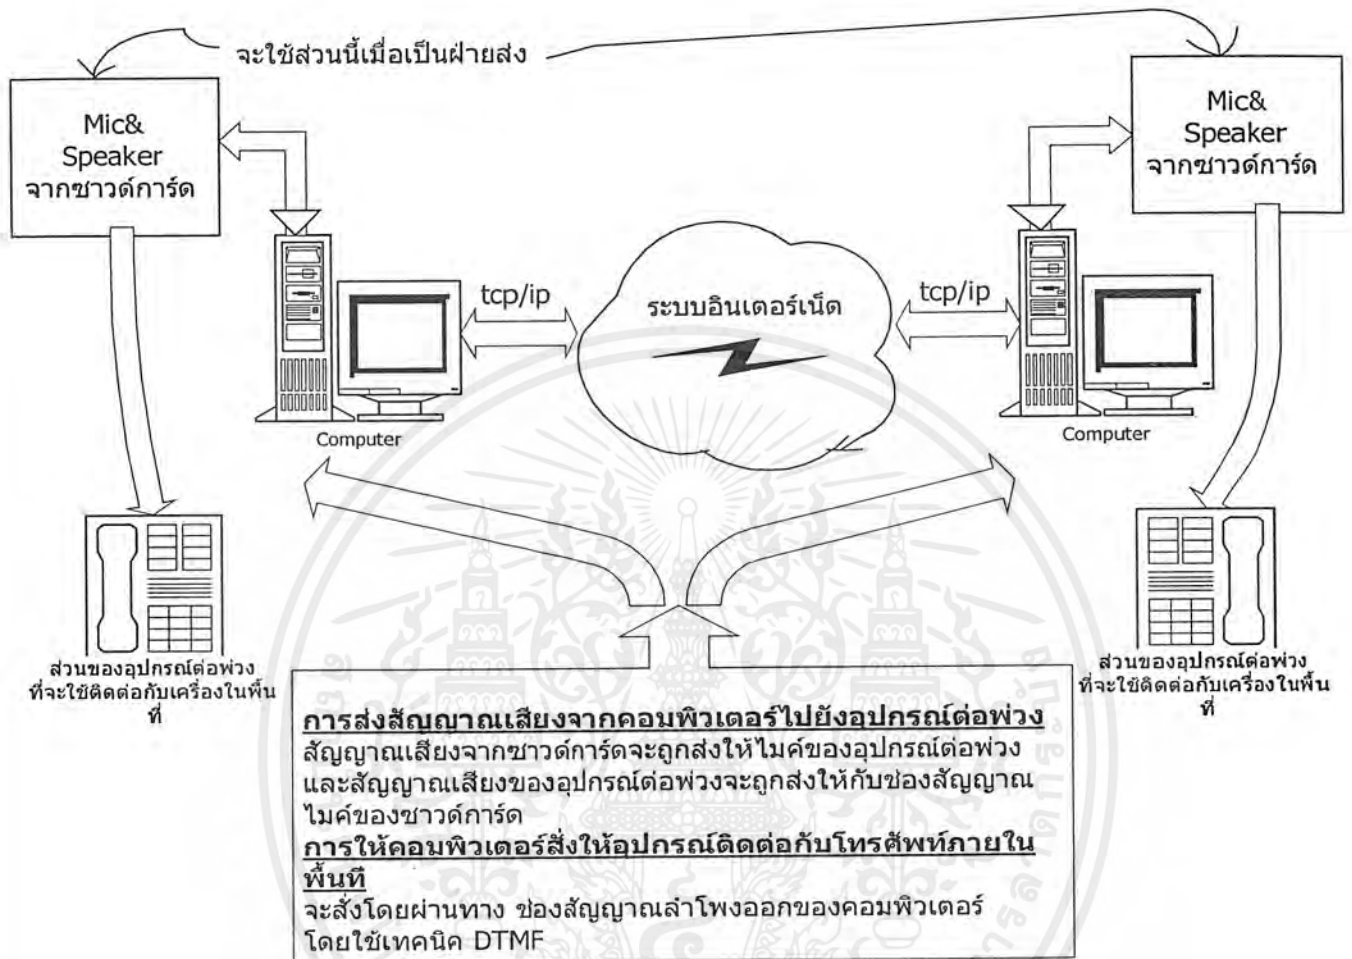 จะใช้ส่วนนี้เมื่อเป็นฝ่ายส่ง
Mic&
Speaker
จากซาวด์การ์ด
Mic&
Speaker
จากซาวด์การ์ด
tcp/ip
ระบบอินเตอร์เน็ต
tcp/ip
Computer
Computer
ส่วนของอุปกรณ์ต่อพ่วง
ที่จะใช้ติดต่อกับเครื่องในพื้น
ที่
ส่วนของอุปกรณ์ต่อพ่วง
ที่จะใช้ติดต่อกับเครื่องในพื้น
ที่
การส่งสัญญาณเสียงจากคอมพิวเตอร์ไปยังอุปกรณ์ต่อพ่วง
สัญญาณเสียงจากซาวด์การ์ดจะถูกส่งให้ไมค์ของอุปกรณ์ต่อพ่วง
และสัญญาณเสียงของอุปกรณ์ต่อพ่วงจะถูกส่งให้กับช่องสัญญาณ
ไมค์ของซาวด์การ์ด
การให้คอมพิวเตอร์สั่งให้อุปกรณ์ติดต่อกับโทรศัพท์ภายใน
พื้นที่
จะสั่งโดยผ่านทาง ช่องสัญญาณลำโพงออกของคอมพิวเตอร์
โดยใช้เทคนิค DTMF